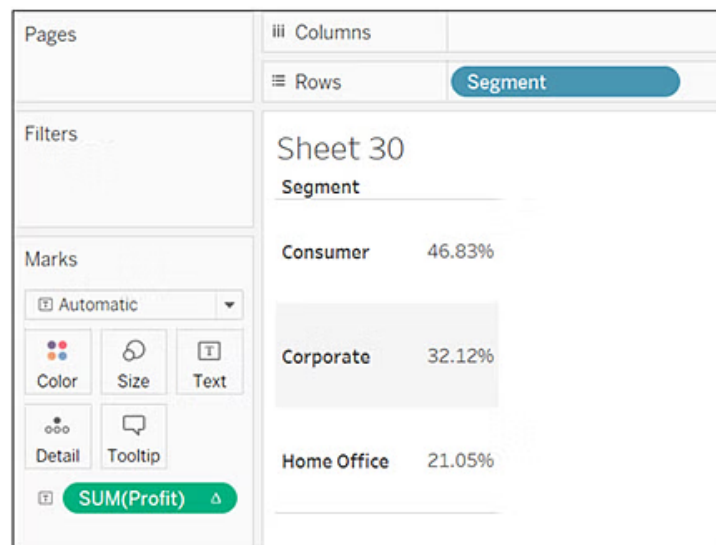 Pages
Columns
Rows
Segment
Filters
Sheet 30
Segment
Consumer 46.83%
Corporate 32.12%
Home Office 21.05%
Marks
T Automatic
Color Size T Text
Detail Tooltip
T SUM(Profit) Δ